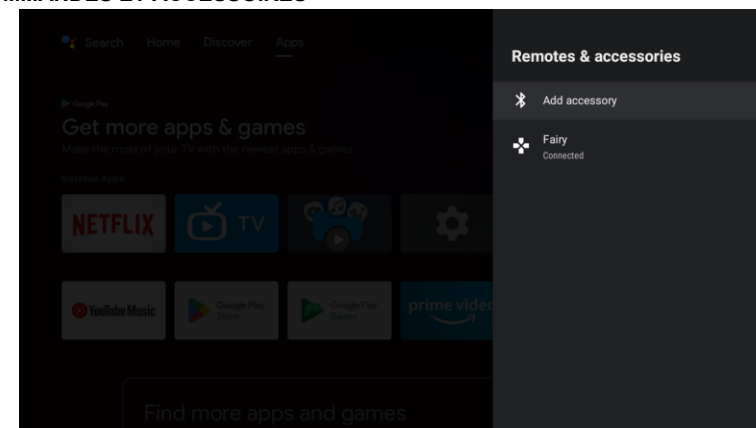 Search Home Discover Apps
Google Play
Get more apps & games
Make the most of your TV with the newest apps & games
Installed Apps
NETFLIX
TV
YouTube Music
Google Play Store
Google Play Games
prime video
Find more apps and games
Remotes & accessories
Add accessory
Fairy
Connected